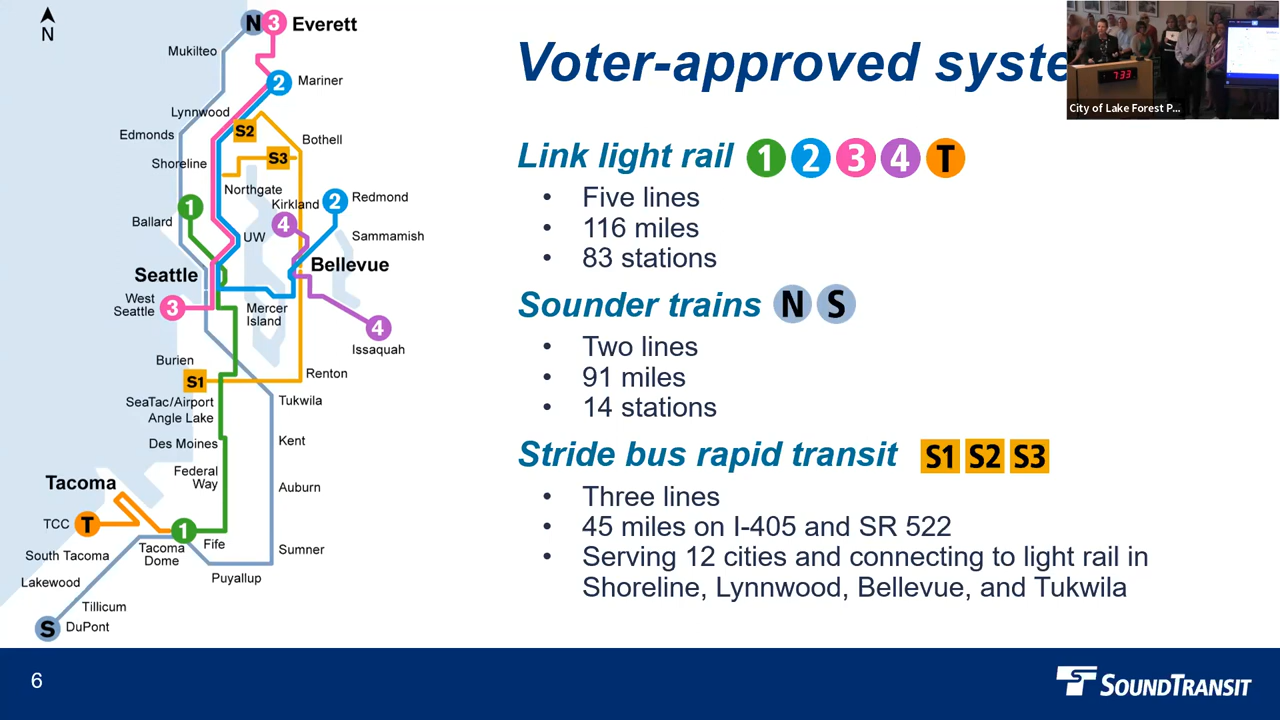 N
N 3 Everett
Mukilteo
2 Mariner
Lynnwood
S2
Edmonds
Bothell
Shoreline
S3
Northgate
Kirkland
2 Redmond
1
Ballard
4
UW
Sammamish
Seattle
Bellevue
West
Seattle
3
Mercer
Island
4
Issaquah
Burien
S1
Renton
SeaTac/Airport
Angle Lake
Tukwila
Des Moines
Kent
Federal
Way
Tacoma
Auburn
TCC T
1
Fife
South Tacoma
Tacoma
Dome
Sumner
Lakewood
Puyallup
Tillicum
S DuPont
Voter-approved syste
Link light rail 1 2 3 4 T
• Five lines
• 116 miles
• 83 stations
Sounder trains N S
• Two lines
• 91 miles
• 14 stations
Stride bus rapid transit S1 S2 S3
• Three lines
• 45 miles on I-405 and SR 522
• Serving 12 cities and connecting to light rail in
Shoreline, Lynnwood, Bellevue, and Tukwila
733
City of Lake Forest P...
6
SOUNDTRANSIT